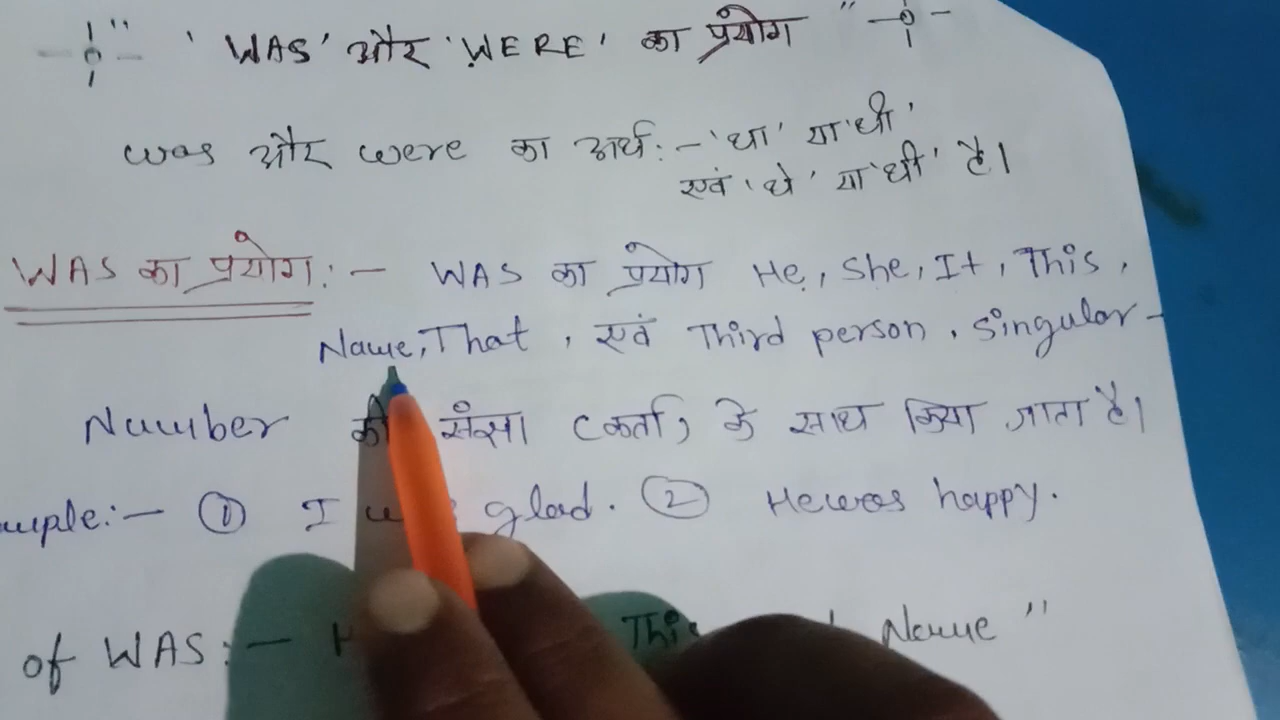 " 'WAS' और 'WERE' का प्रयोग "
was और were का अर्थ:- 'था' या 'थी'
एवं 'थे' या 'थी' है।
WAS का प्रयोग:- WAS का प्रयोग He, She, It, This,
Name, That, एवं Third person, Singular-
Number की संज्ञा (कर्ता) के साथ किया जाता है।
mple:- ① I glad. ② He was happy.
of WAS:- This Name "